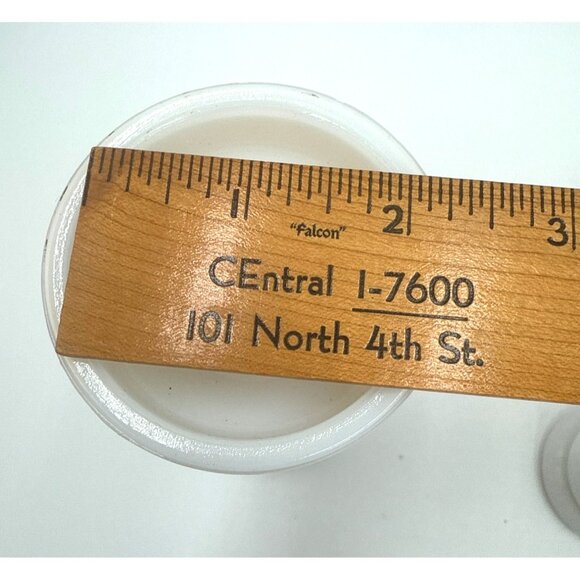 1 2 3
"Falcon"
CEntral 1-7600
101 North 4th St.